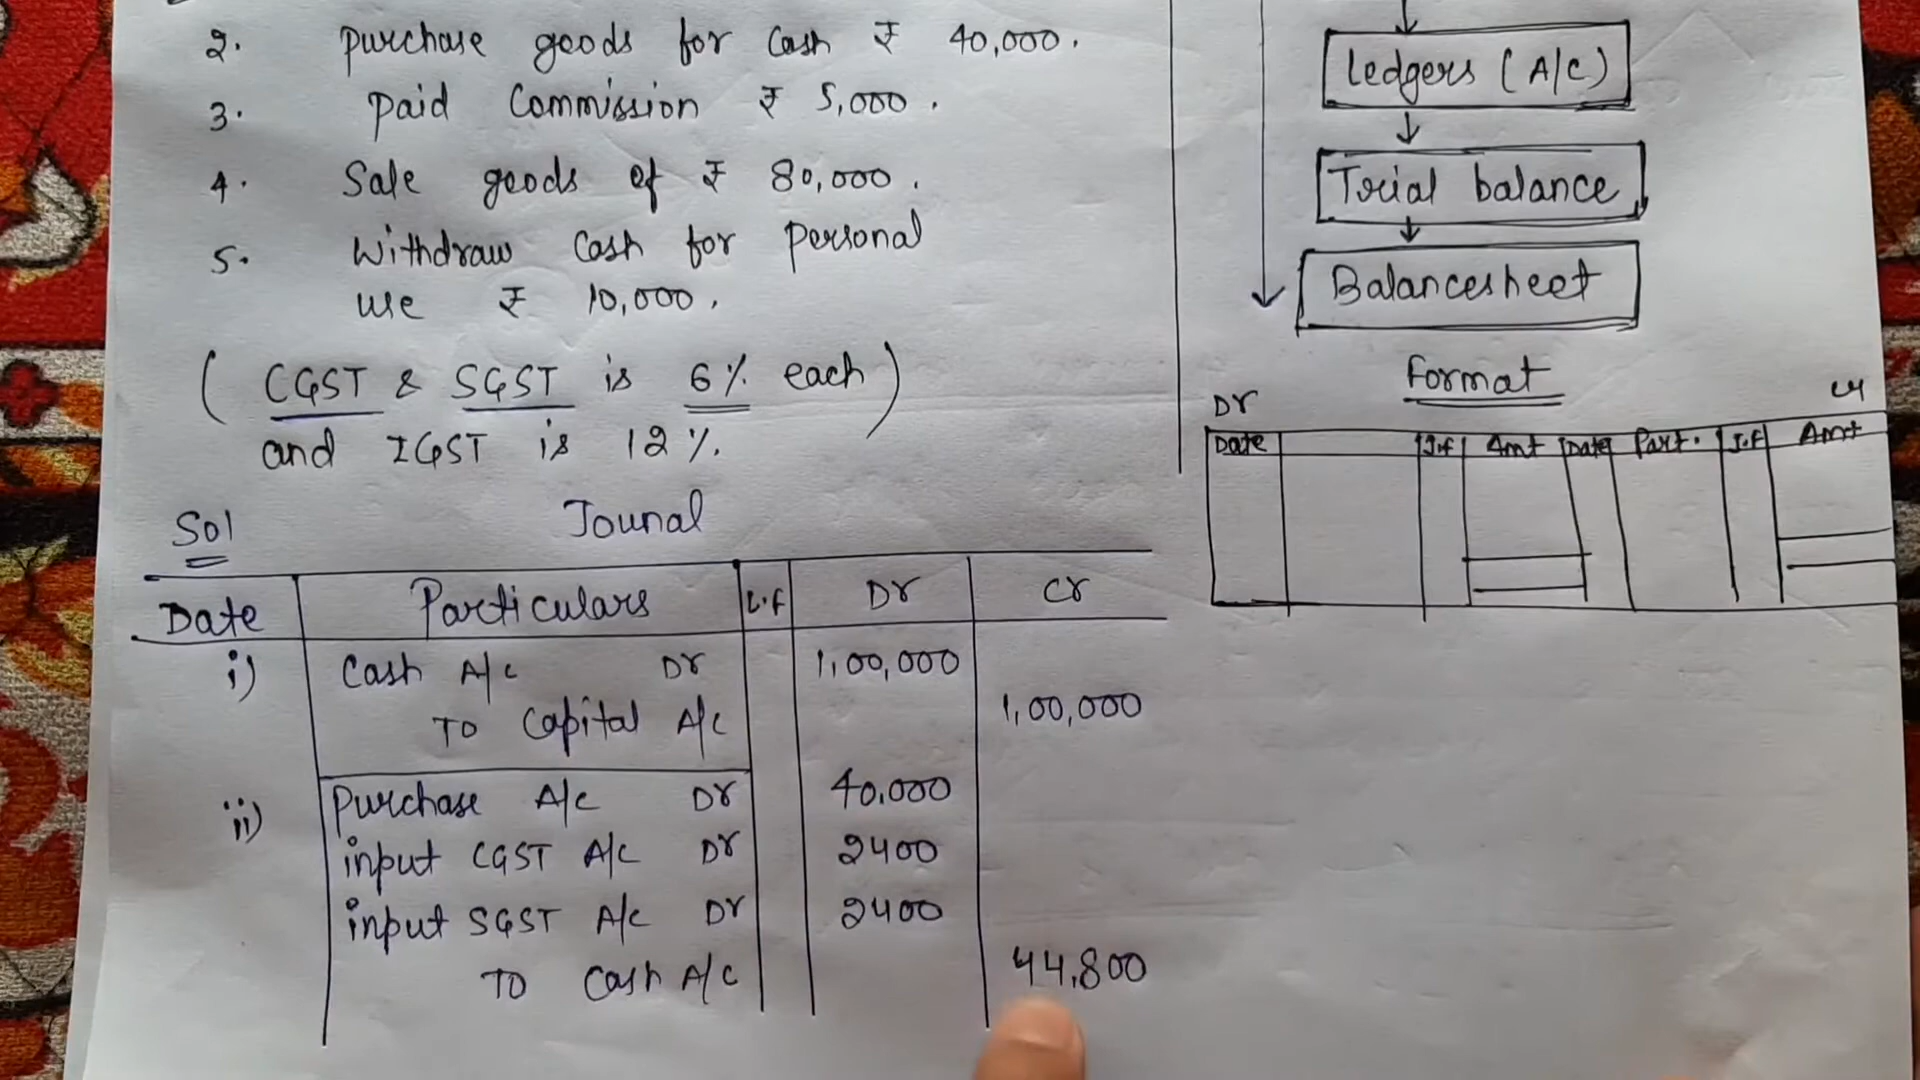 2. purchase goods for Cash ₹ 40,000.
3. paid Commission ₹ 5,000.
4. Sale goods of ₹ 80,000.
5. Withdraw Cash for personal
use ₹ 10,000.
( CGST & SGST is 6% each )
and IGST is 12%.
Sol Jounal
Date Particulars L.f Dr Cr
i) Cash A/c Dr 1,00,000
To Capital A/c 1,00,000
ii) Purchase A/c Dr 40,000
input CGST A/c Dr 2400
input SGST A/c Dr 2400
To Cash A/c 44,800
Ledgers (A/c)
Trial balance
Balancesheet
Format
Dr Cr
Date J.f Amt Date Part. J.f Amt